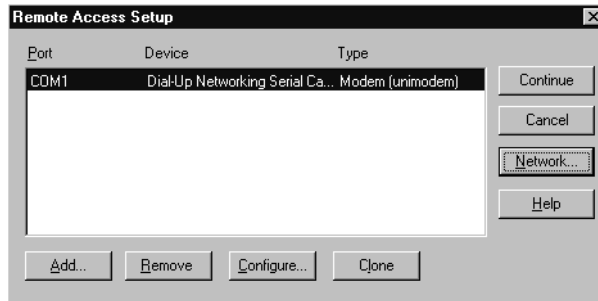 Remote Access Setup
Port Device Type
COM1 Dial-Up Networking Serial Ca... Modem (unimodem)
Continue
Cancel
Network...
Help
Add... Remove Configure... Clone